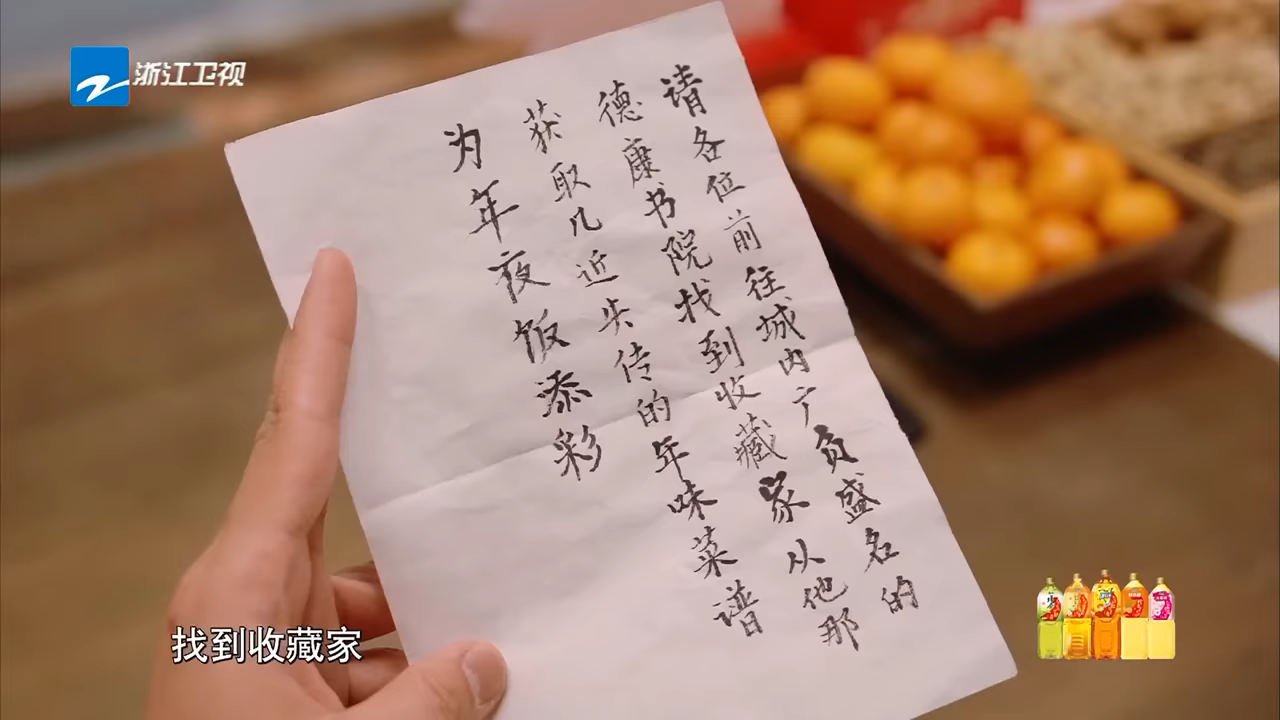 浙江卫视
请各位前往城内广负盛名的
德康书院找到收藏家从他那
获取几近失传的年味菜谱
为年夜饭添彩
找到收藏家